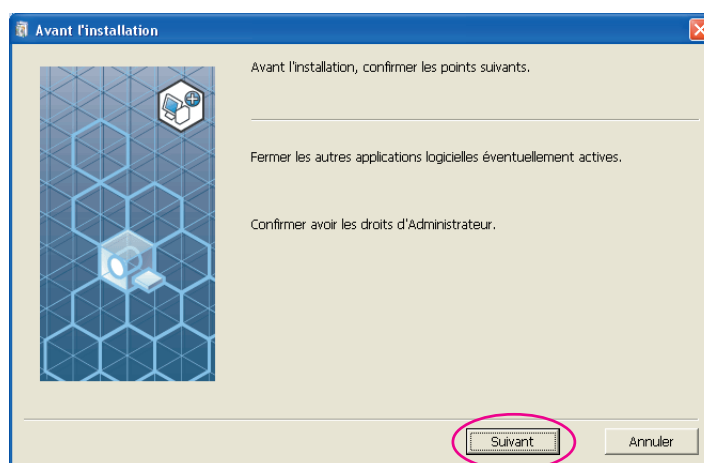 Avant l'installation
Avant l'installation, confirmer les points suivants.
Fermer les autres applications logicielles éventuellement actives.
Confirmer avoir les droits d'Administrateur.
Suivant
Annuler